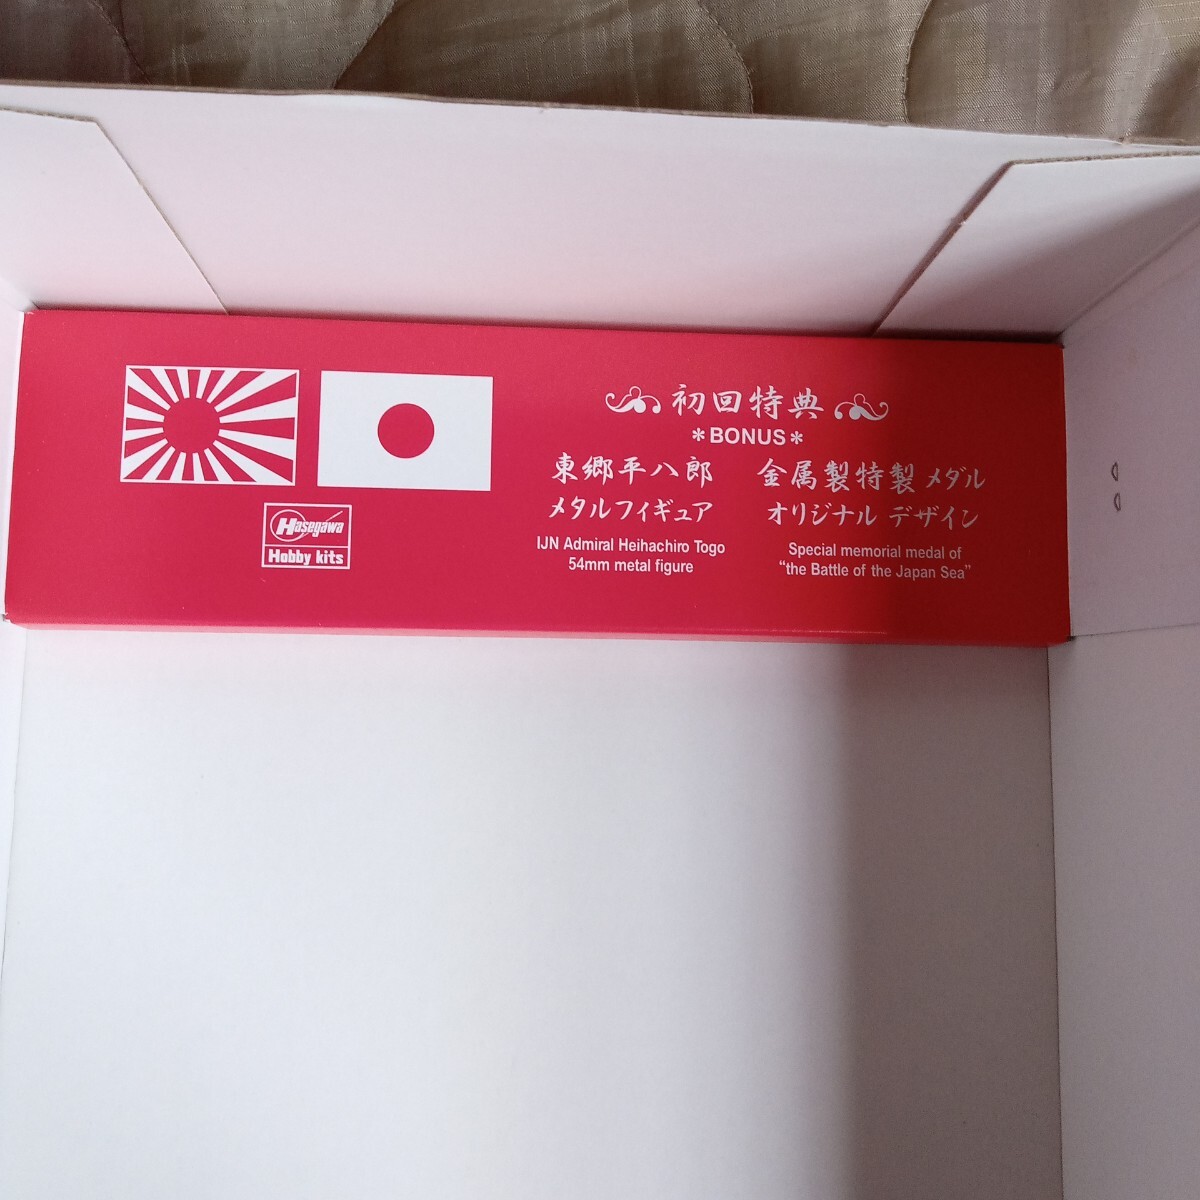 初回特典
*BONUS*
東郷平八郎
メタルフィギュア
IJN Admiral Heihachiro Togo
54mm metal figure
金属製特製メダル
オリジナル デザイン
Special memorial medal of
“the Battle of the Japan Sea”
Hasegawa
Hobby kits